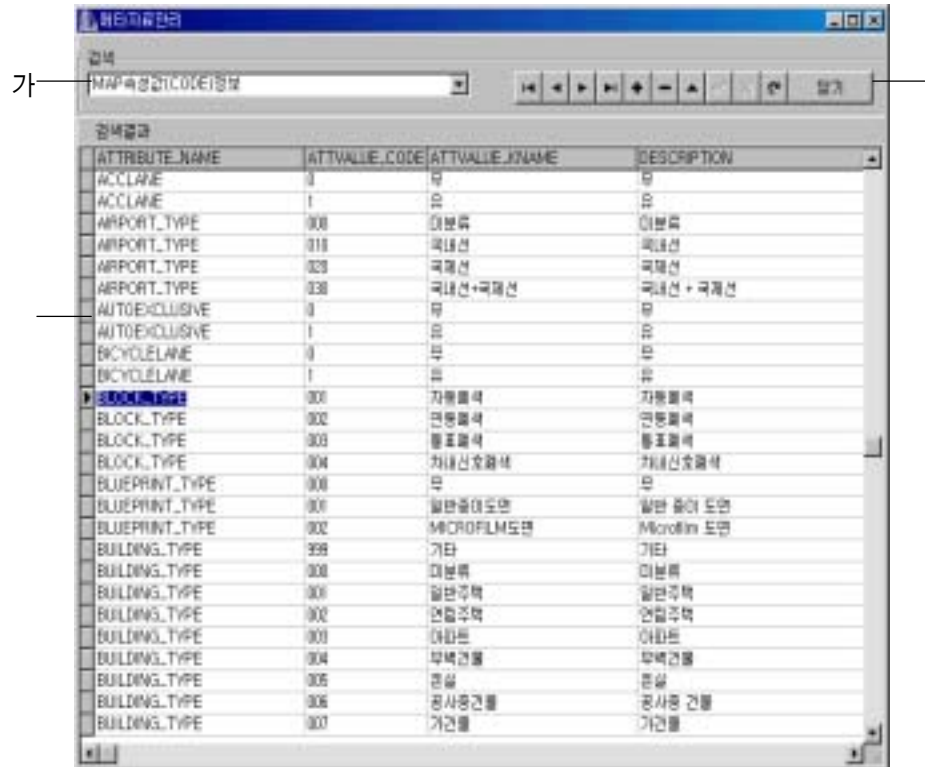 메타자료관리
검색
가
MAP속성값(CODE)정보
닫기
검색결과
ATTRIBUTE_NAME ATTVALUE_CODE ATTVALUE_KNAME DESCRIPTION
ACCLANE 0 무 무
ACCLANE 1 유 유
AIRPORT_TYPE 000 미분류 미분류
AIRPORT_TYPE 010 국내선 국내선
AIRPORT_TYPE 020 국제선 국제선
AIRPORT_TYPE 030 국내선+국제선 국내선 + 국제선
AUTOEXCLUSIVE 0 무 무
AUTOEXCLUSIVE 1 유 유
BICYCLELANE 0 무 무
BICYCLELANE 1 유 유
BLOCK_TYPE 001 자동폐색 자동폐색
BLOCK_TYPE 002 연동폐색 연동폐색
BLOCK_TYPE 003 통표폐색 통표폐색
BLOCK_TYPE 004 차내신호폐색 차내신호폐색
BLUEPRINT_TYPE 000 무 무
BLUEPRINT_TYPE 001 일반종이도면 일반 종이 도면
BLUEPRINT_TYPE 002 MICROFILM도면 Microfilm 도면
BUILDING_TYPE 999 기타 기타
BUILDING_TYPE 000 미분류 미분류
BUILDING_TYPE 001 일반주택 일반주택
BUILDING_TYPE 002 연립주택 연립주택
BUILDING_TYPE 003 아파트 아파트
BUILDING_TYPE 004 무벽건물 무벽건물
BUILDING_TYPE 005 온실 온실
BUILDING_TYPE 006 공사중건물 공사중 건물
BUILDING_TYPE 007 가건물 가건물